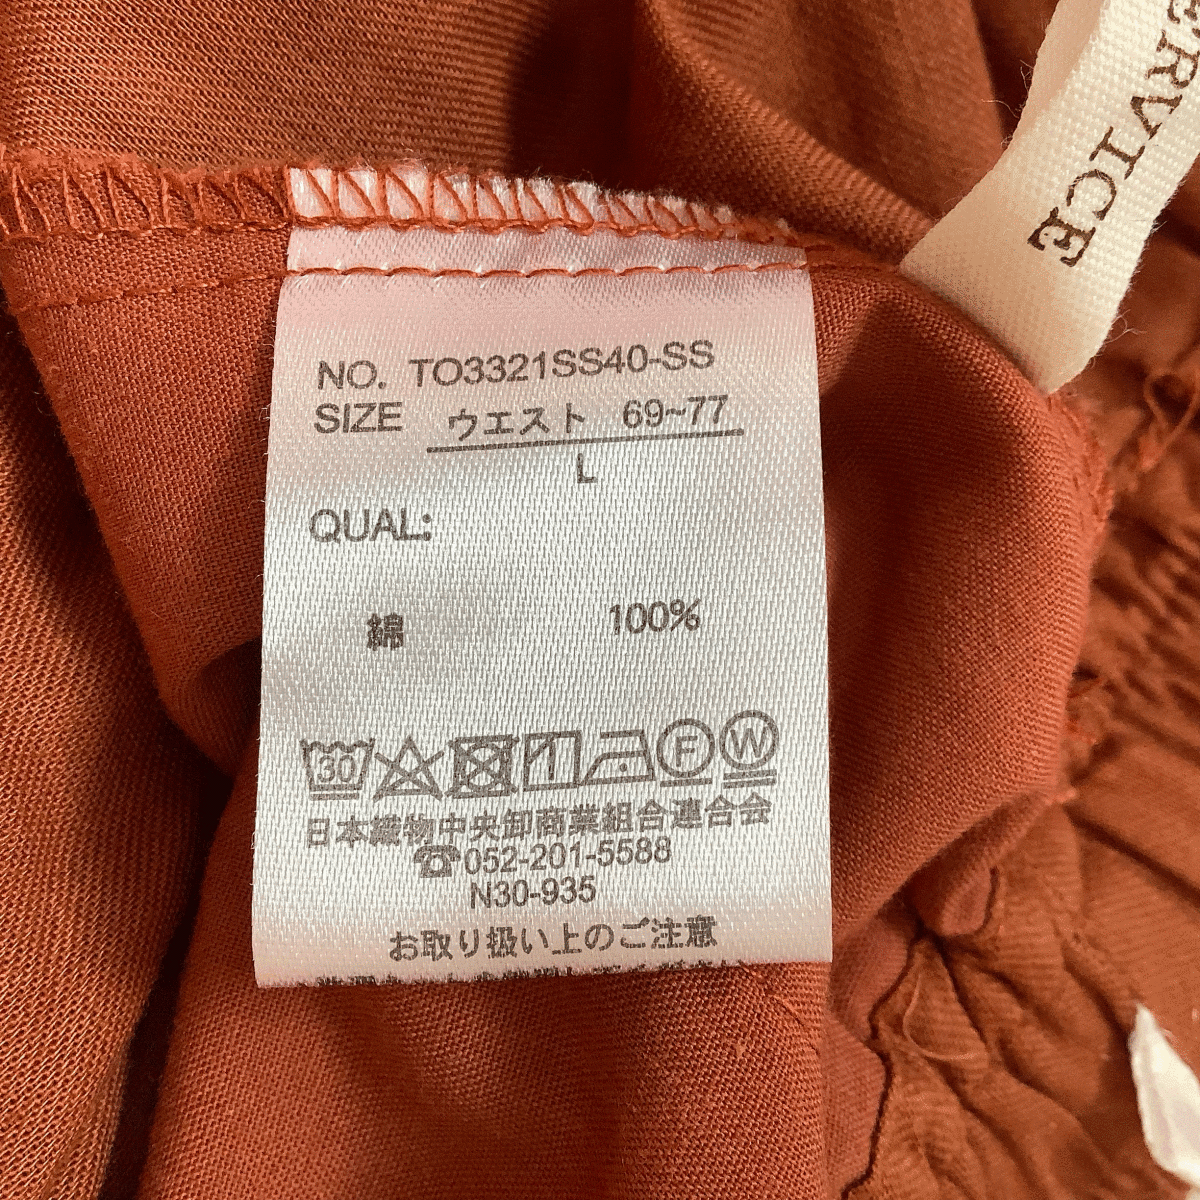 ERVICE
NO. TO3321SS40-SS
SIZE ウエスト 69~77
L
QUAL:
綿 100%
30 F W
日本織物中央卸商業組合連合会
☎052-201-5588
N30-935
お取り扱い上のご注意